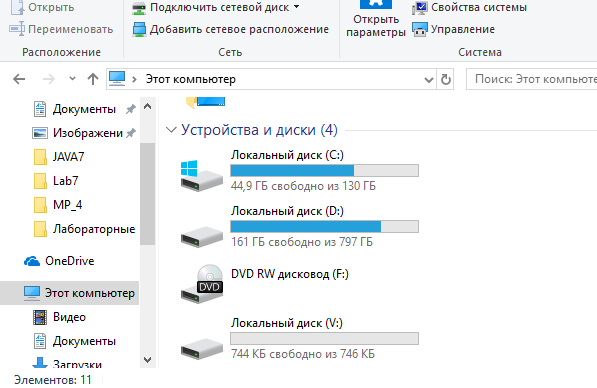 Открыть
Переименовать
Расположение
Подключить сетевой диск
Добавить сетевое расположение
Сеть
Открыть
параметры
Свойства системы
Управление
Система
Этот компьютер
Поиск: Этот компьюте
Документы
Изображени
JAVA7
Lab7
MP_4
Лабораторные
OneDrive
Этот компьютер
Видео
Документы
Загрузки
Устройства и диски (4)
Локальный диск (C:)
44,9 ГБ свободно из 130 ГБ
Локальный диск (D:)
161 ГБ свободно из 797 ГБ
DVD RW дисковод (F:)
DVD
Локальный диск (V:)
744 КБ свободно из 746 КБ
Элементов: 11